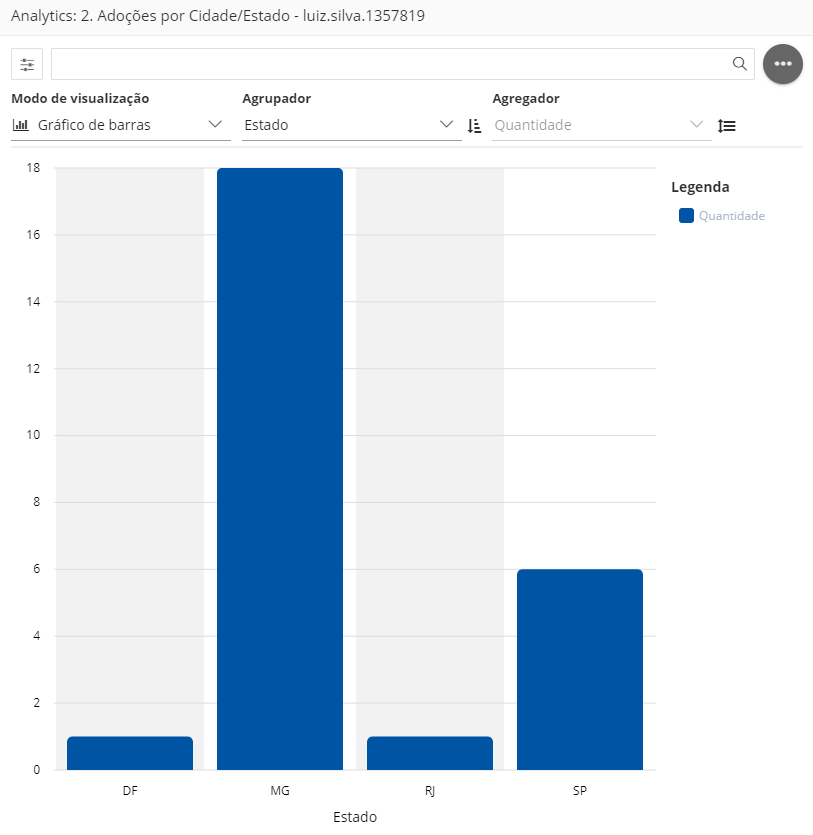 Analytics: 2. Adoções por Cidade/Estado - luiz.silva.1357819
Modo de visualização
Agrupador
Agregador
Gráfico de barras
Estado
Quantidade
18
16
14
12
10
8
6
4
2
0
DF
MG
RJ
SP
Estado
Legenda
Quantidade